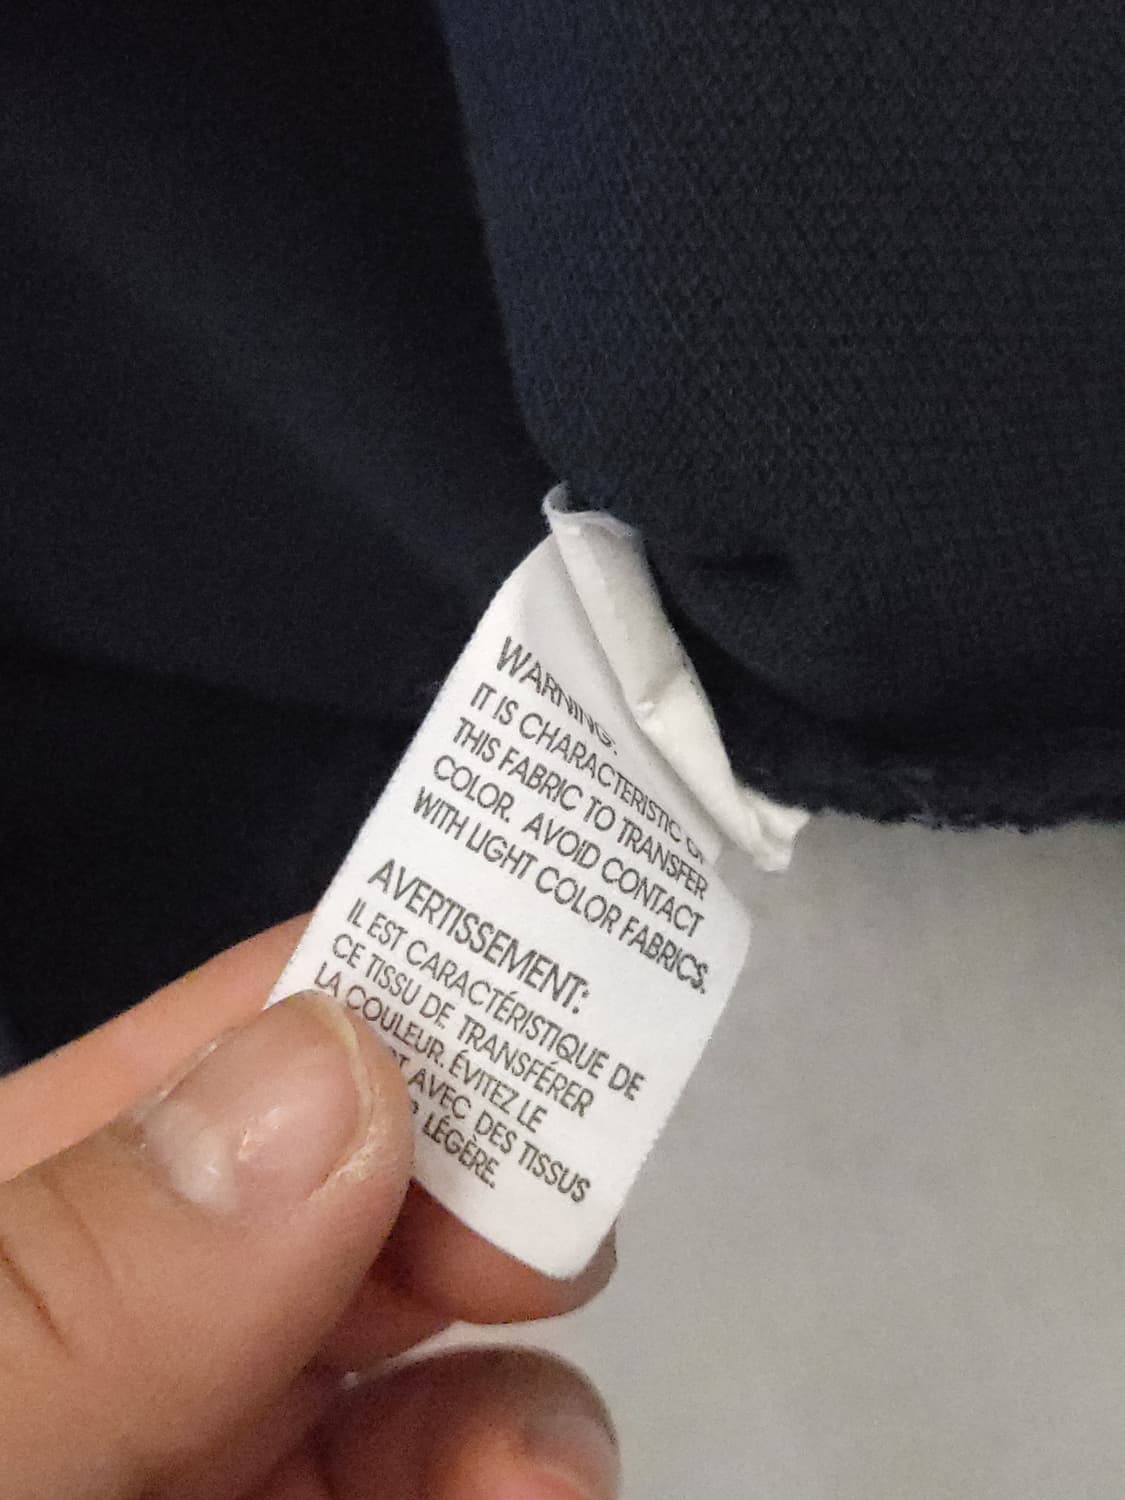 WARNING:
IT IS CHARACTERISTIC OF
THIS FABRIC TO TRANSFER
COLOR. AVOID CONTACT
WITH LIGHT COLOR FABRICS.
AVERTISSEMENT:
IL EST CARACTÉRISTIQUE DE
CE TISSU DE TRANSFÉRER
LA COULEUR. ÉVITEZ LE
AVEC DES TISSUS
LÉGÈRE.